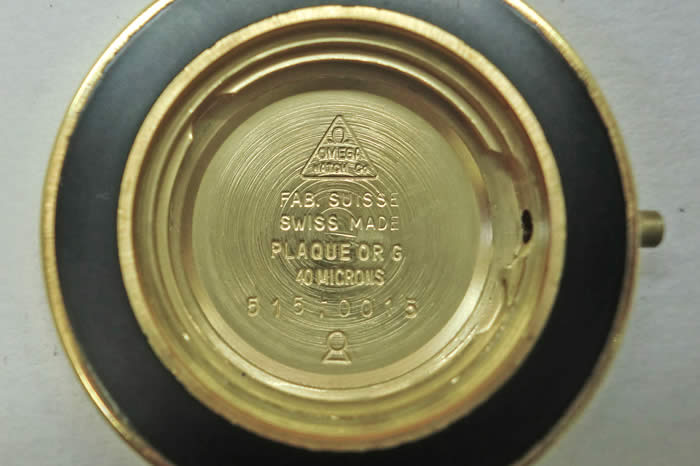 Ω
OMEGA
WATCH Co
FAB. SUISSE
SWISS MADE
PLAQUE OR G
40 MICRONS
515.0015